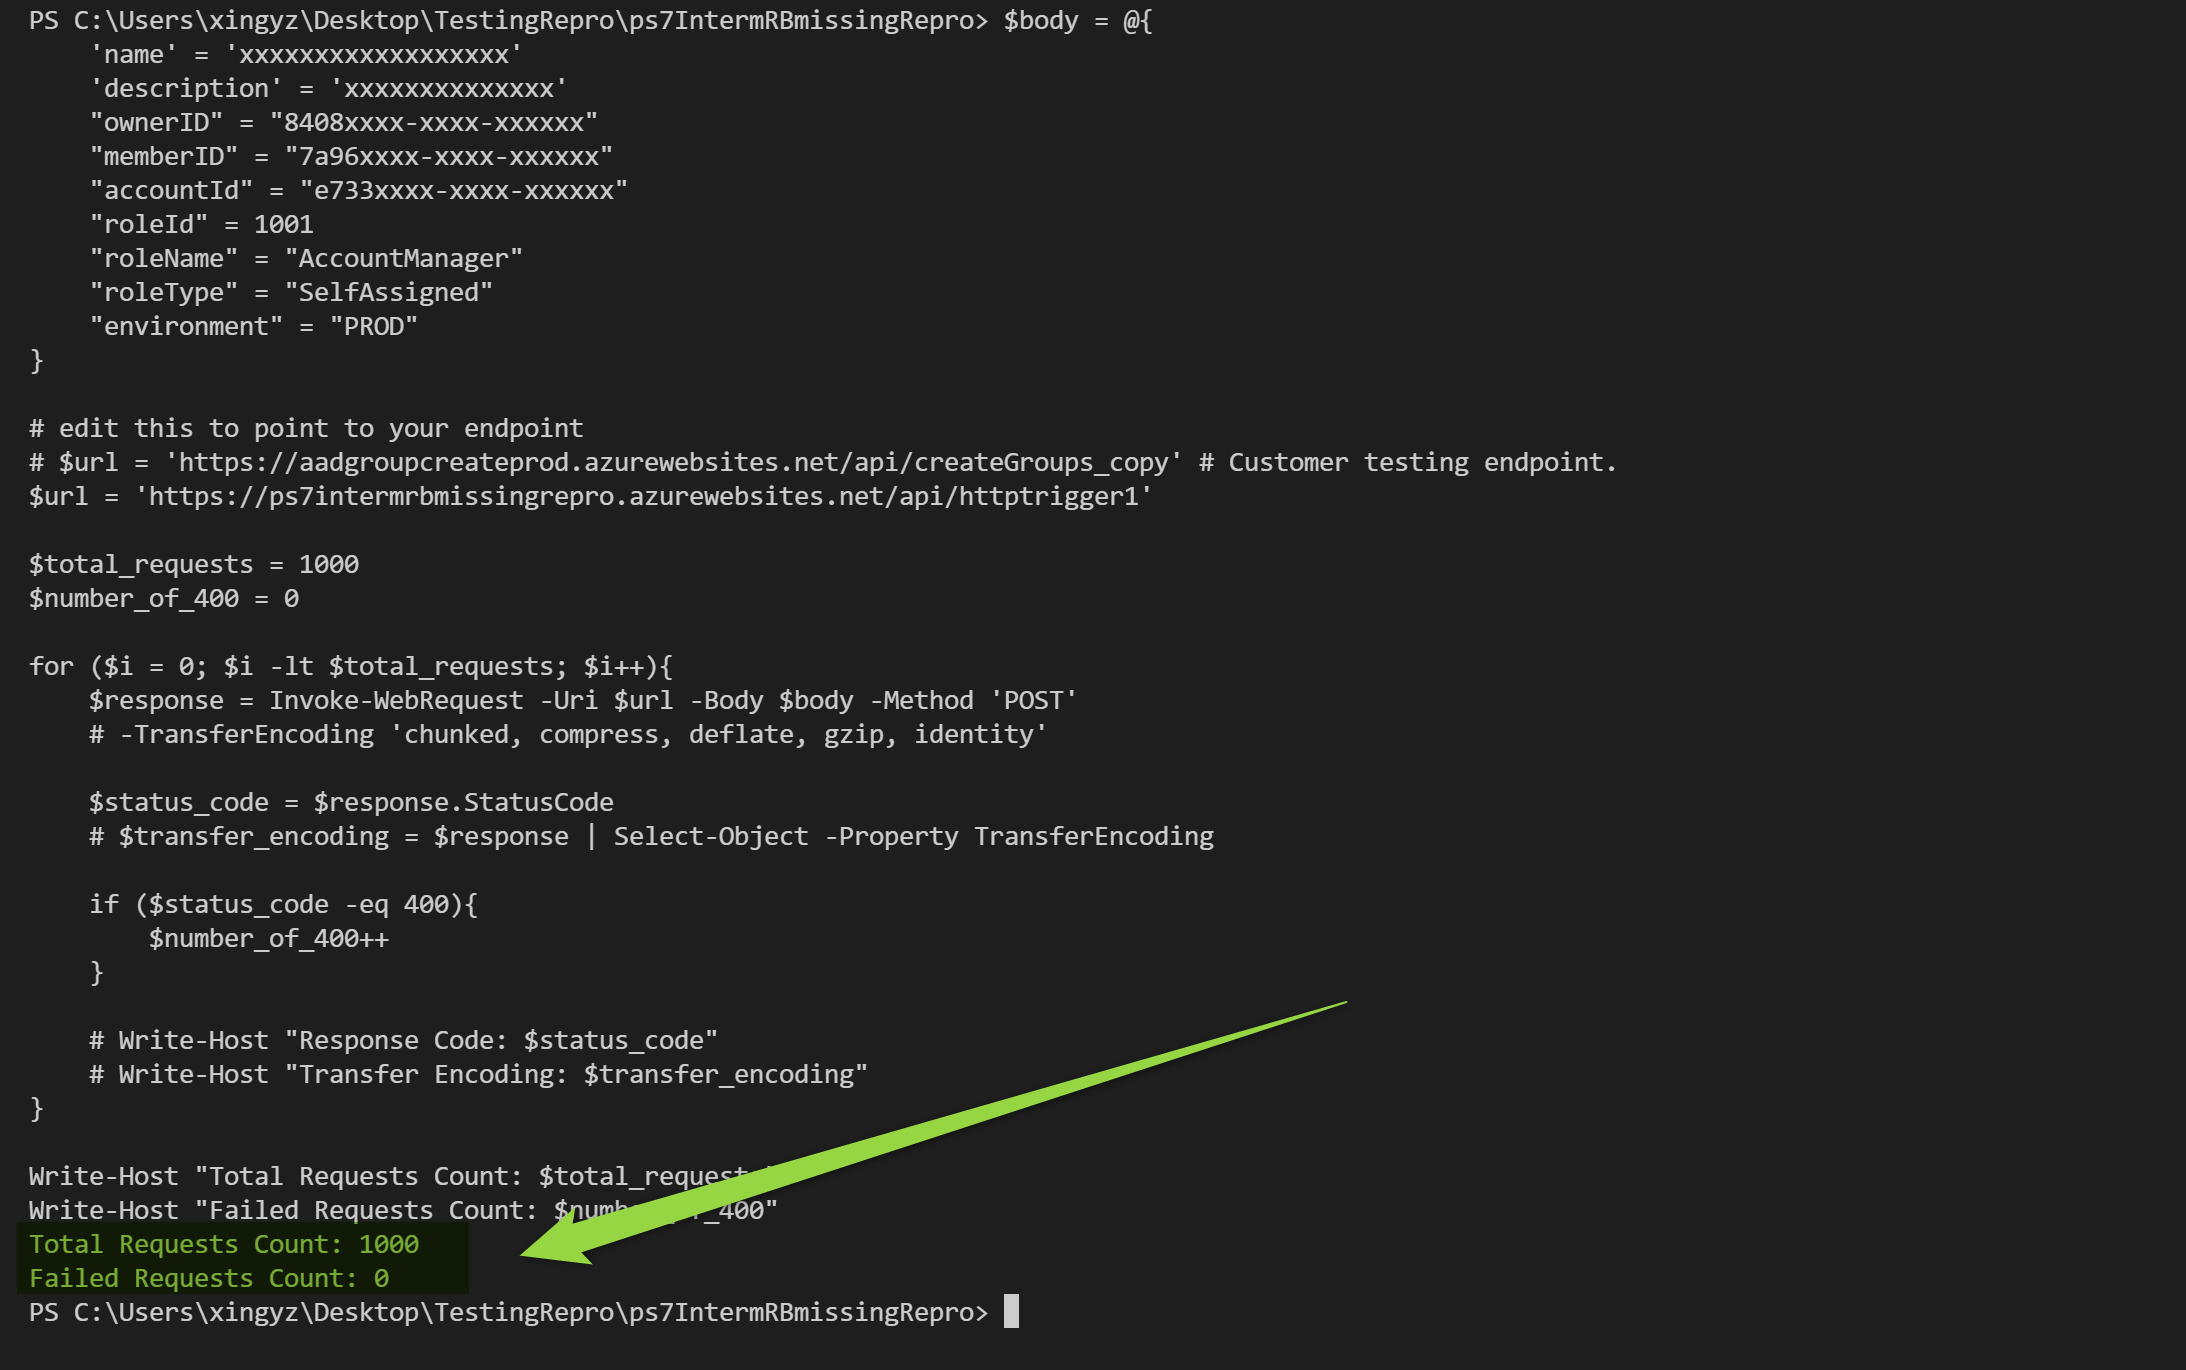 PS C:\Users\xingyz\Desktop\TestingRepro\ps7IntermRBmissingRepro> $body = @{
    'name' = 'xxxxxxxxxxxxxxxxxx'
    'description' = 'xxxxxxxxxxxxxx'
    "ownerID" = "8408xxxx-xxxx-xxxxxx"
    "memberID" = "7a96xxxx-xxxx-xxxxxx"
    "accountId" = "e733xxxx-xxxx-xxxxxx"
    "roleId" = 1001
    "roleName" = "AccountManager"
    "roleType" = "SelfAssigned"
    "environment" = "PROD"
}
# edit this to point to your endpoint
# $url = 'https://aadgroupcreateprod.azurewebsites.net/api/createGroups_copy' # Customer testing endpoint.
$url = 'https://ps7intermrbmissingrepro.azurewebsites.net/api/httptrigger1'
$total_requests = 1000
$number_of_400 = 0
for ($i = 0; $i -lt $total_requests; $i++){
    $response = Invoke-WebRequest -Uri $url -Body $body -Method 'POST'
    # -TransferEncoding 'chunked, compress, deflate, gzip, identity'
    $status_code = $response.StatusCode
    # $transfer_encoding = $response | Select-Object -Property TransferEncoding
    if ($status_code -eq 400){
        $number_of_400++
    }
    # Write-Host "Response Code: $status_code"
    # Write-Host "Transfer Encoding: $transfer_encoding"
}
Write-Host "Total Requests Count:
Write-Host "Failed Requests Count:
Total Requests Count: 1000
Failed Requests Count: 0
PS C:\Users\xingyz\Desktop\TestingRepro\ps7IntermRBmissingRepro>